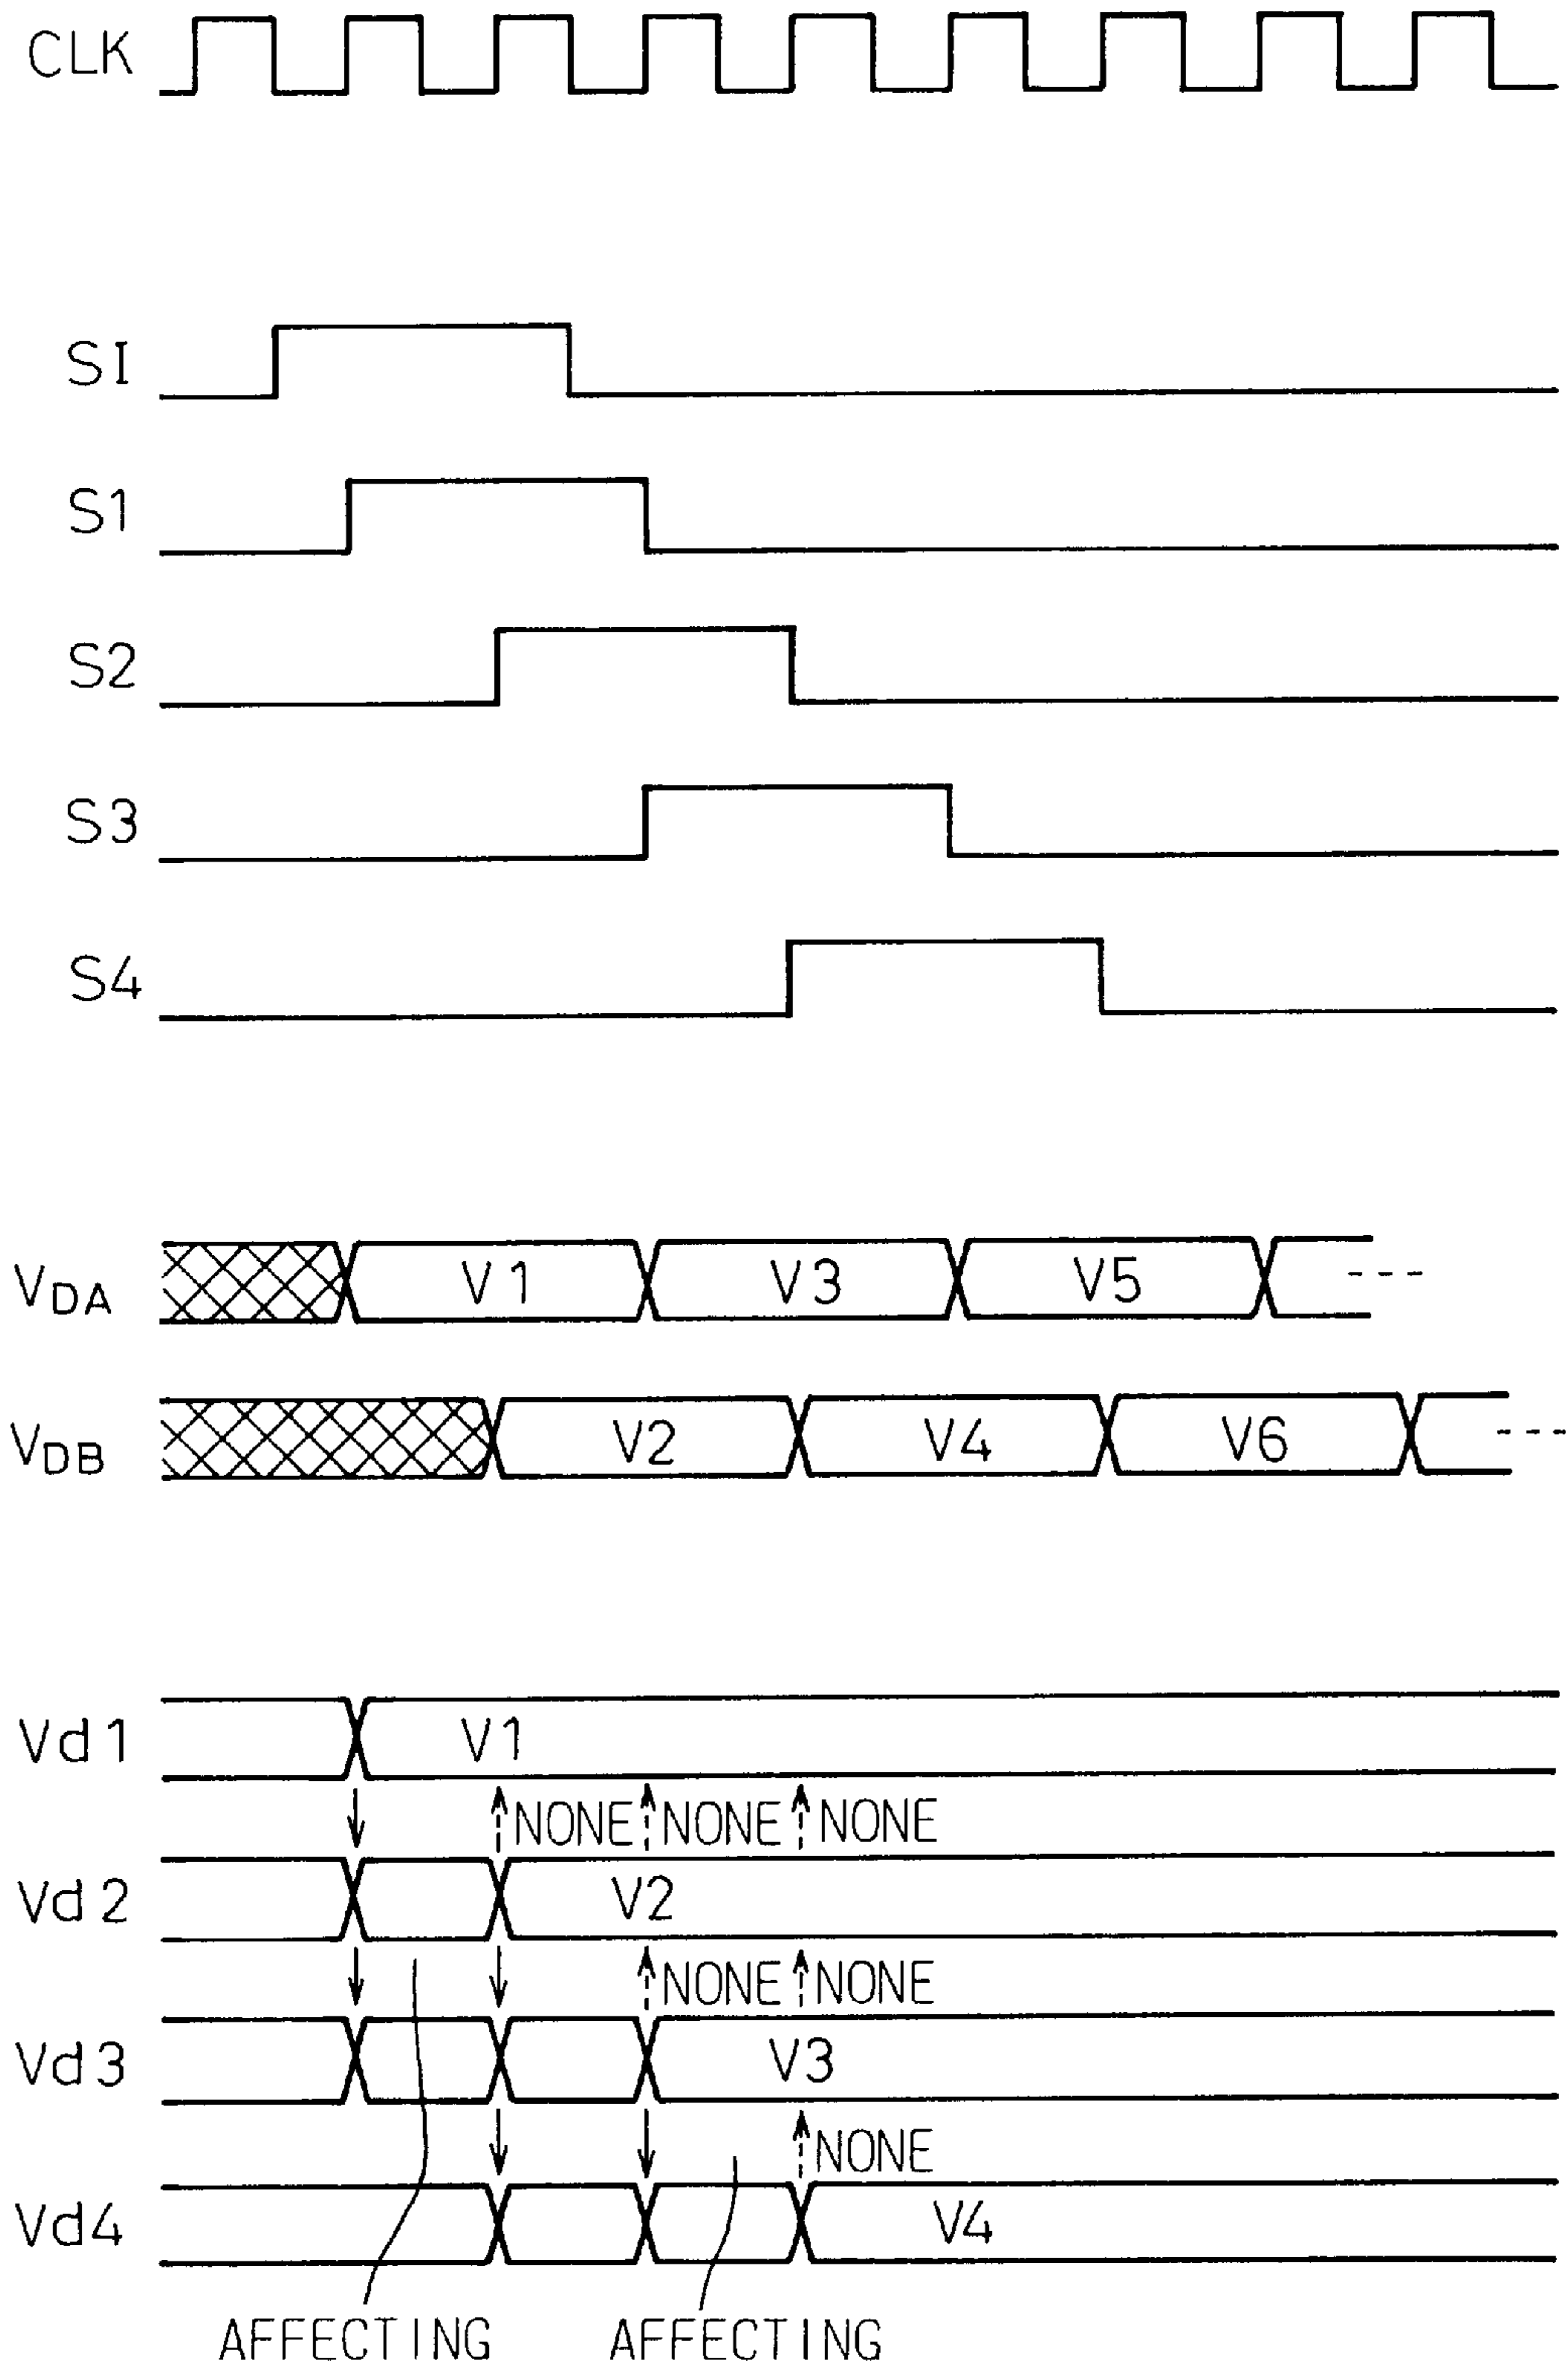 CLK
SI
S1
S2
S3
S4
VDA V1 V3 V5 ---
VDB V2 V4 V6 ---
Vd1 V1
NONE NONE NONE
Vd2 V2
NONE NONE
Vd3 V3
NONE
Vd4 V4
AFFECTING AFFECTING